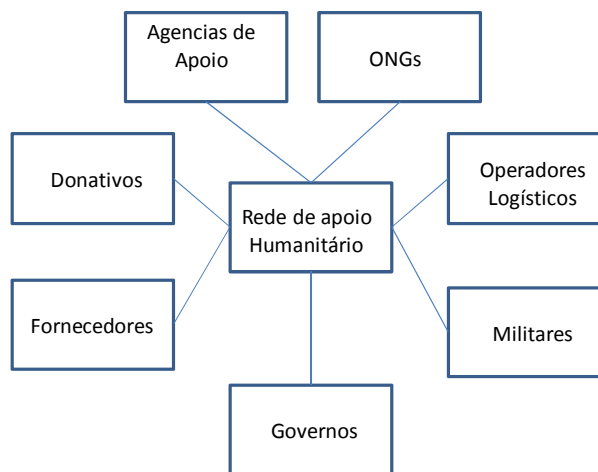 Agencias de
Apoio
ONGs
Donativos
Operadores
Logísticos
Rede de apoio
Humanitário
Fornecedores
Militares
Governos